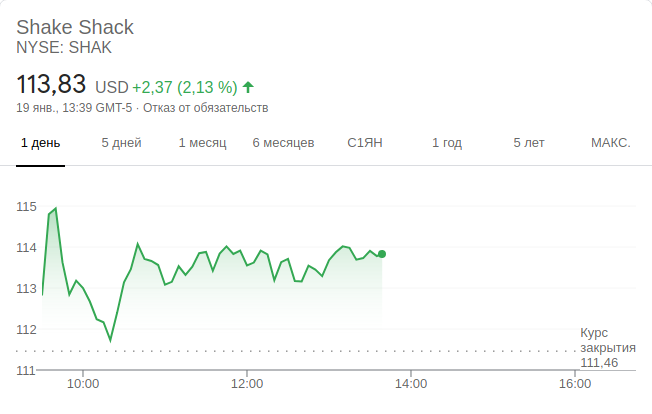 Shake Shack
NYSE: SHAK
113,83 USD +2,37 (2,13 %)
19 янв., 13:39 GMT-5 · Отказ от обязательств
1 день 5 дней 1 месяц 6 месяцев С1ЯН 1 год 5 лет МАКС.
115
114
113
112
111
Курс
закрытия
111,46
10:00 12:00 14:00 16:00